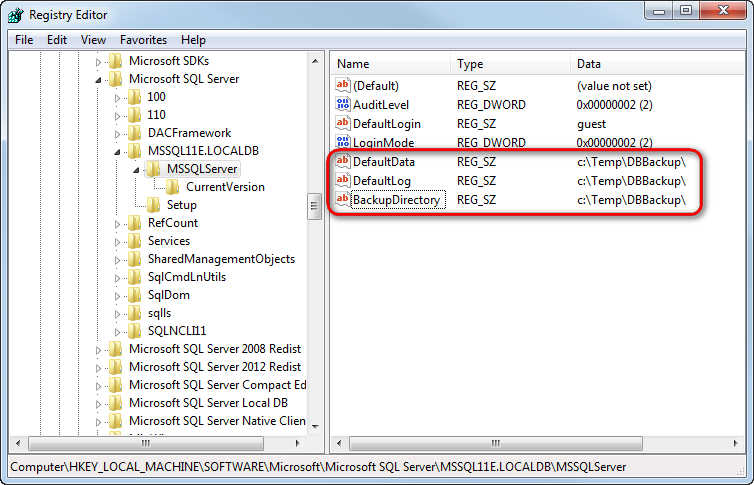 Registry Editor
File Edit View Favorites Help
Microsoft SDKs
Microsoft SQL Server
100
110
DACFramework
MSSQL11E.LOCALDB
MSSQLServer
CurrentVersion
Setup
RefCount
Services
SharedManagementObjects
SqlCmdLnUtils
SqlDom
sqlls
SQLNCLI11
Microsoft SQL Server 2008 Redist
Microsoft SQL Server 2012 Redist
Microsoft SQL Server Compact Ed
Microsoft SQL Server Local DB
Microsoft SQL Server Native Clien
Name Type Data
(Default) REG_SZ (value not set)
AuditLevel REG_DWORD 0x00000002 (2)
DefaultLogin REG_SZ guest
LoginMode REG_DWORD 0x00000002 (2)
DefaultData REG_SZ c:\Temp\DBBackup\
DefaultLog REG_SZ c:\Temp\DBBackup\
BackupDirectory REG_SZ c:\Temp\DBBackup\
Computer\HKEY_LOCAL_MACHINE\SOFTWARE\Microsoft\Microsoft SQL Server\MSSQL11E.LOCALDB\MSSQLServer